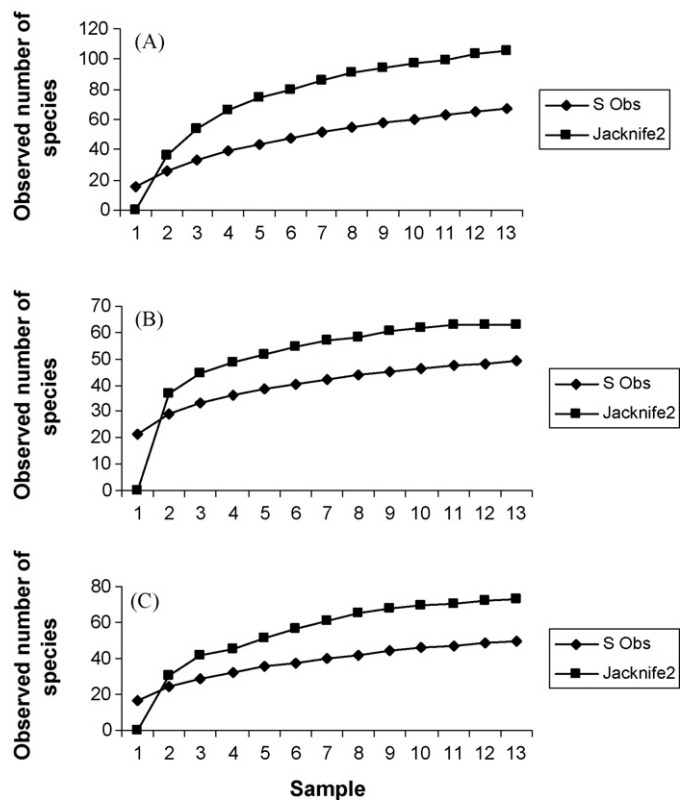 (A)
Observed number of
species
120
100
80
60
40
20
0
1 2 3 4 5 6 7 8 9 10 11 12 13
S Obs
Jacknife2
(B)
Observed number of
species
70
60
50
40
30
20
10
0
1 2 3 4 5 6 7 8 9 10 11 12 13
S Obs
Jacknife2
(C)
Observed number of
species
80
60
40
20
0
1 2 3 4 5 6 7 8 9 10 11 12 13
S Obs
Jacknife2
Sample